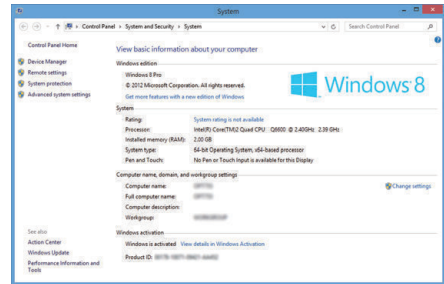 System
Control Panel
System and Security
System
Search Control Panel
Control Panel Home
Device Manager
Remote settings
System protection
Advanced system settings
See also
Action Center
Windows Update
Performance Information and
Tools
View basic information about your computer
Windows edition
Windows 8 Pro
© 2012 Microsoft Corporation. All rights reserved.
Get more features with a new edition of Windows
Windows 8
System
Rating: System rating is not available
Processor: Intel(R) Core(TM)2 Quad CPU Q6600 @ 2.40GHz 2.39 GHz
Installed memory (RAM): 2.00 GB
System type: 64-bit Operating System, x64-based processor
Pen and Touch: No Pen or Touch Input is available for this Display
Computer name, domain, and workgroup settings
Computer name:
Change settings
Full computer name:
Computer description:
Workgroup:
Windows activation
Windows is activated View details in Windows Activation
Product ID: